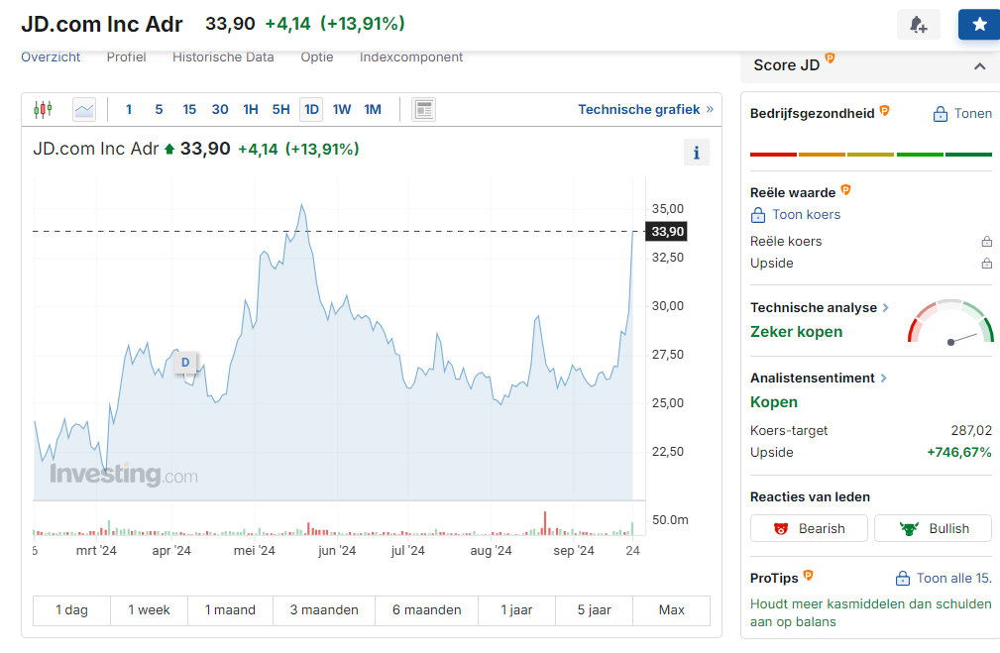 JD.com Inc Adr 33,90 +4,14 (+13,91%)
Overzicht Profiel Historische Data Optie Indexcomponent
1 5 15 30 1H 5H 1D 1W 1M Technische grafiek »
JD.com Inc Adr 33,90 +4,14 (+13,91%)
35,00
33,90
32,50
30,00
27,50
D
25,00
22,50
Investing.com
50.0m
6 mrt '24 apr '24 mei '24 jun '24 jul '24 aug '24 sep '24 24
1 dag 1 week 1 maand 3 maanden 6 maanden 1 jaar 5 jaar Max
Score JD
Bedrijfsgezondheid Tonen
Reële waarde
Toon koers
Reële koers
Upside
Technische analyse
Zeker kopen
Analistensentiment
Kopen
Koers-target 287,02
Upside +746,67%
Reacties van leden
Bearish Bullish
ProTips Toon alle 15.
Houdt meer kasmiddelen dan schulden
aan op balans